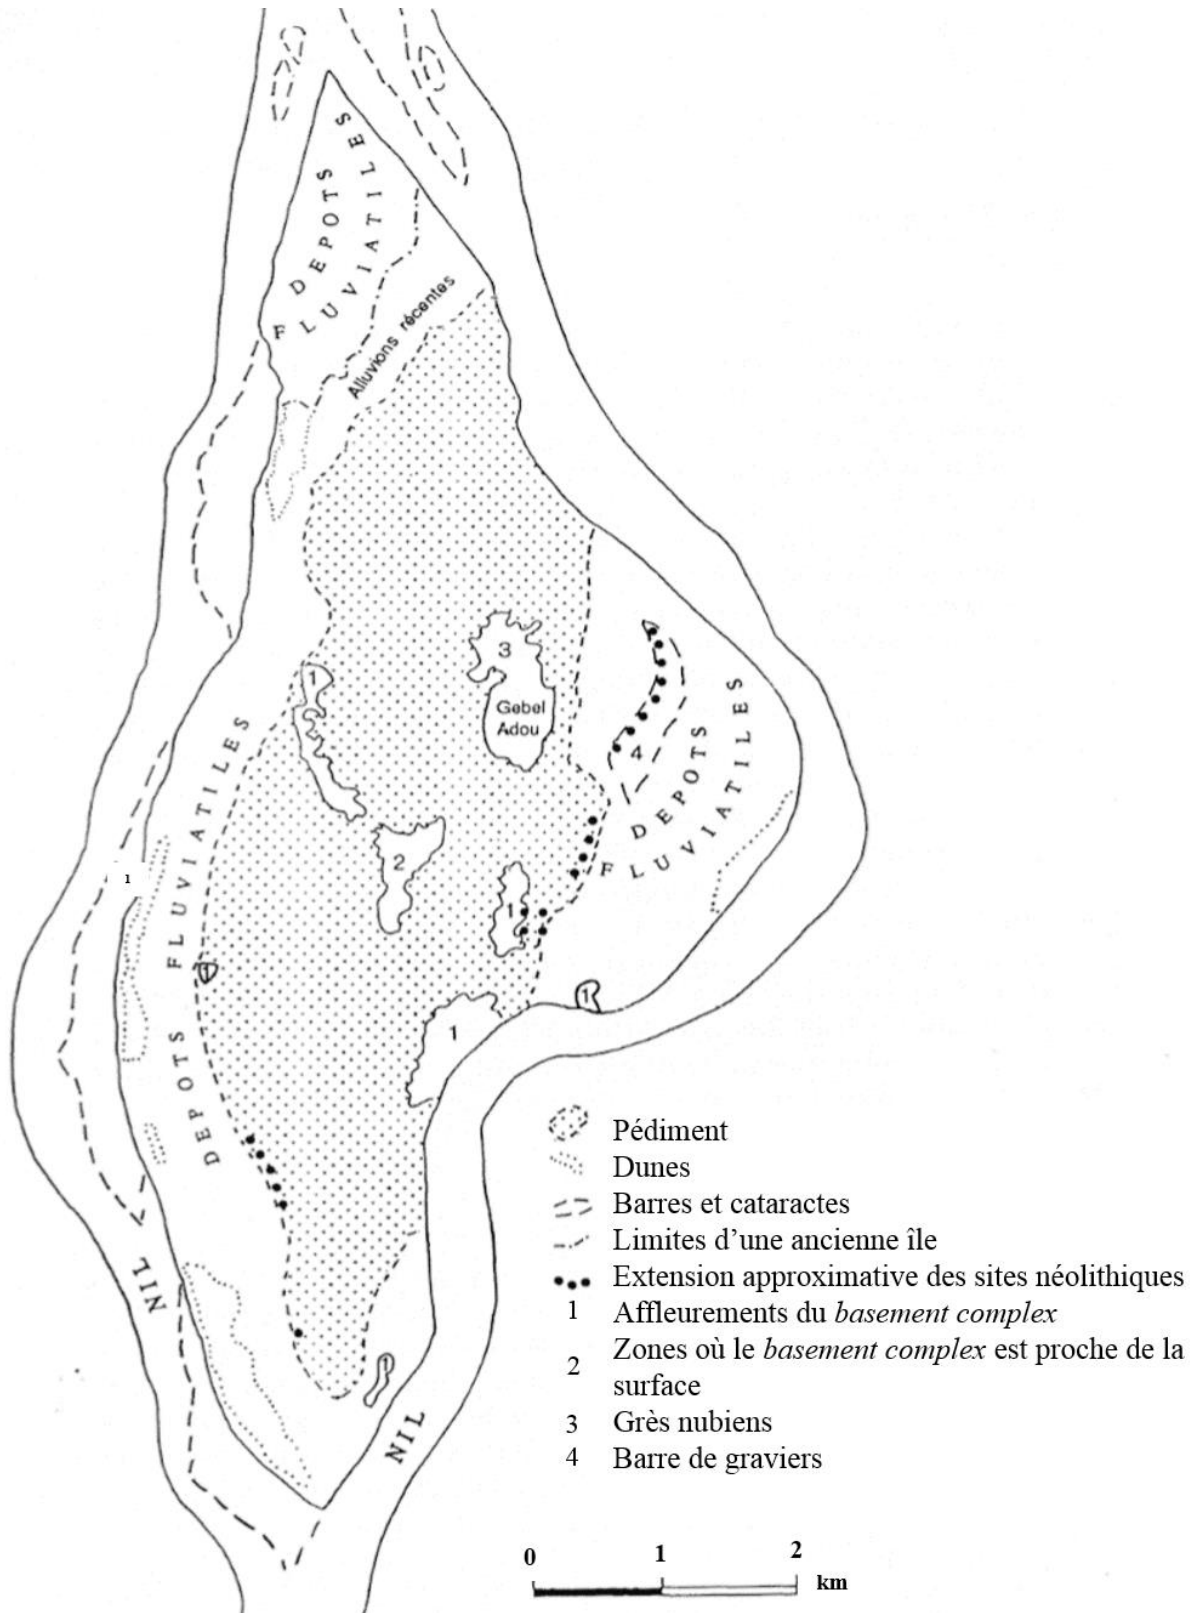 DEPOTS
FLUVIATILES
Alluvions récentes
3
Gebel
Adou
1
4
DEPOTS
FLUVIATILES
2
1
1
DEPOTS FLUVIATILES
1
1
1
1
NIL
NIL
Pédiment
Dunes
Barres et cataractes
Limites d’une ancienne île
Extension approximative des sites néolithiques
1 Affleurements du basement complex
2 Zones où le basement complex est proche de la
surface
3 Grès nubiens
4 Barre de graviers
0 1 2
km